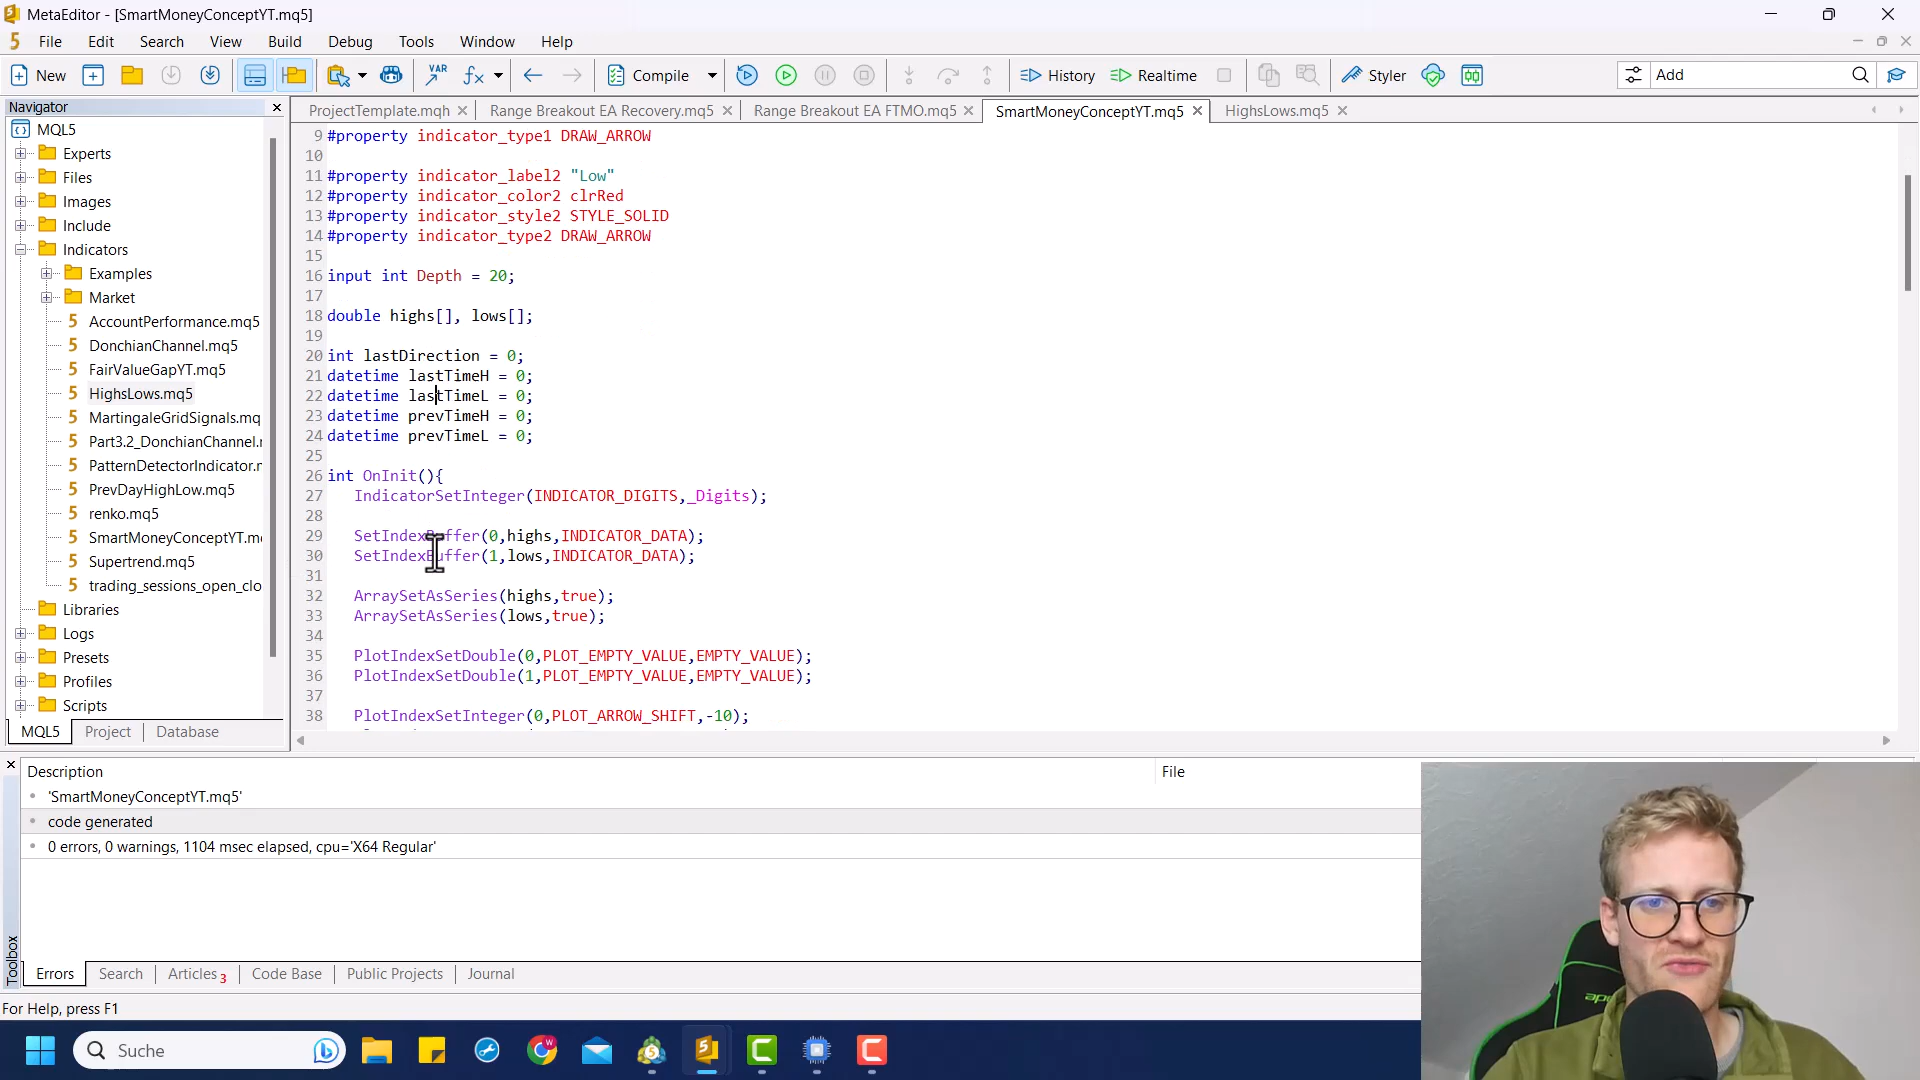 MetaEditor - [SmartMoneyConceptYT.mq5]
File Edit Search View Build Debug Tools Window Help
New VAR fx Compile History Realtime Styler Add
Navigator
ProjectTemplate.mqh Range Breakout EA Recovery.mq5 Range Breakout EA FTMO.mq5 SmartMoneyConceptYT.mq5 HighsLows.mq5
MQL5
Experts
Files
Images
Include
Indicators
Examples
Market
AccountPerformance.mq5
DonchianChannel.mq5
FairValueGapYT.mq5
HighsLows.mq5
MartingaleGridSignals.mq
Part3.2_DonchianChannel.r
PatternDetectorIndicator.r
PrevDayHighLow.mq5
renko.mq5
SmartMoneyConceptYT.m
Supertrend.mq5
trading_sessions_open_clo
Libraries
Logs
Presets
Profiles
Scripts
MQL5 Project Database
9 #property indicator_type1 DRAW_ARROW
10
11 #property indicator_label2 "Low"
12 #property indicator_color2 clrRed
13 #property indicator_style2 STYLE_SOLID
14 #property indicator_type2 DRAW_ARROW
15
16 input int Depth = 20;
17
18 double highs[], lows[];
19
20 int lastDirection = 0;
21 datetime lastTimeH = 0;
22 datetime lastTimeL = 0;
23 datetime prevTimeH = 0;
24 datetime prevTimeL = 0;
25
26 int OnInit(){
27 IndicatorSetInteger(INDICATOR_DIGITS,_Digits);
28
29 SetIndexBuffer(0,highs,INDICATOR_DATA);
30 SetIndexBuffer(1,lows,INDICATOR_DATA);
31
32 ArraySetAsSeries(highs,true);
33 ArraySetAsSeries(lows,true);
34
35 PlotIndexSetDouble(0,PLOT_EMPTY_VALUE,EMPTY_VALUE);
36 PlotIndexSetDouble(1,PLOT_EMPTY_VALUE,EMPTY_VALUE);
37
38 PlotIndexSetInteger(0,PLOT_ARROW_SHIFT,-10);
Description File
'SmartMoneyConceptYT.mq5'
code generated
0 errors, 0 warnings, 1104 msec elapsed, cpu='X64 Regular'
Toolbox
Errors Search Articles 3 Code Base Public Projects Journal
For Help, press F1
Suche